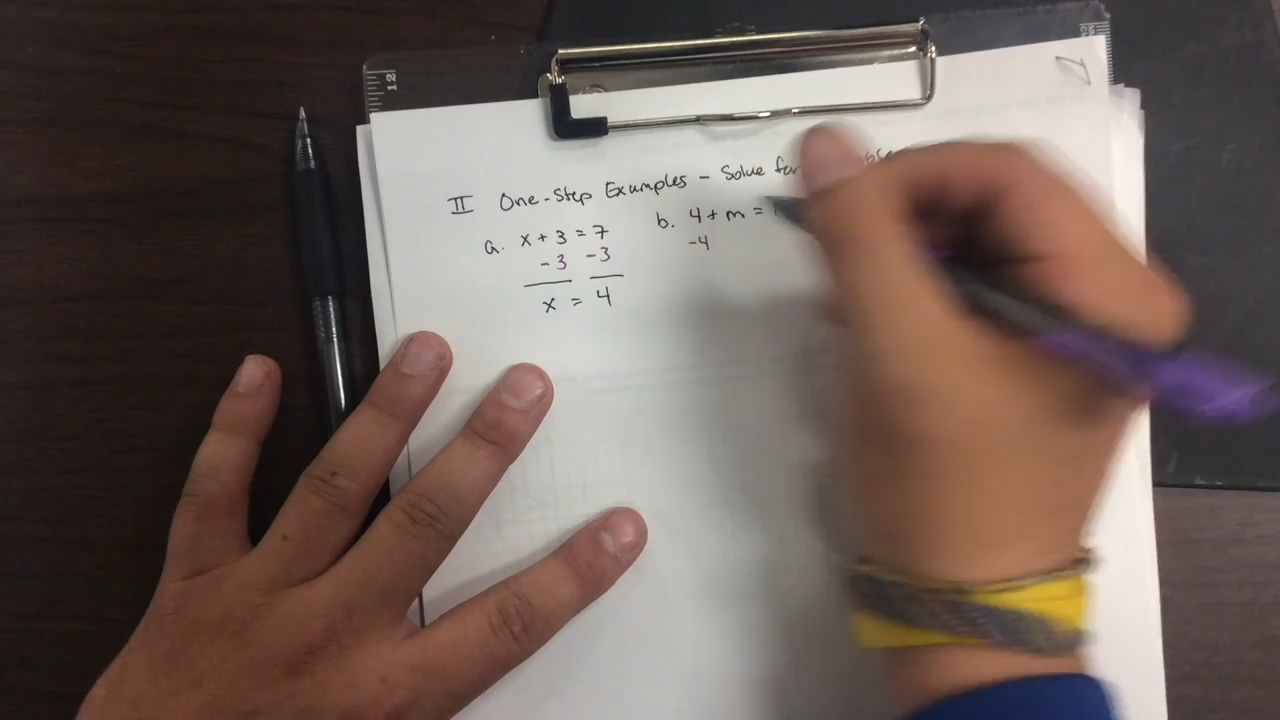 II One-Step Examples - Solve for
a. x + 3 = 7
-3 -3
x = 4
b. 4 + m =
-4
12